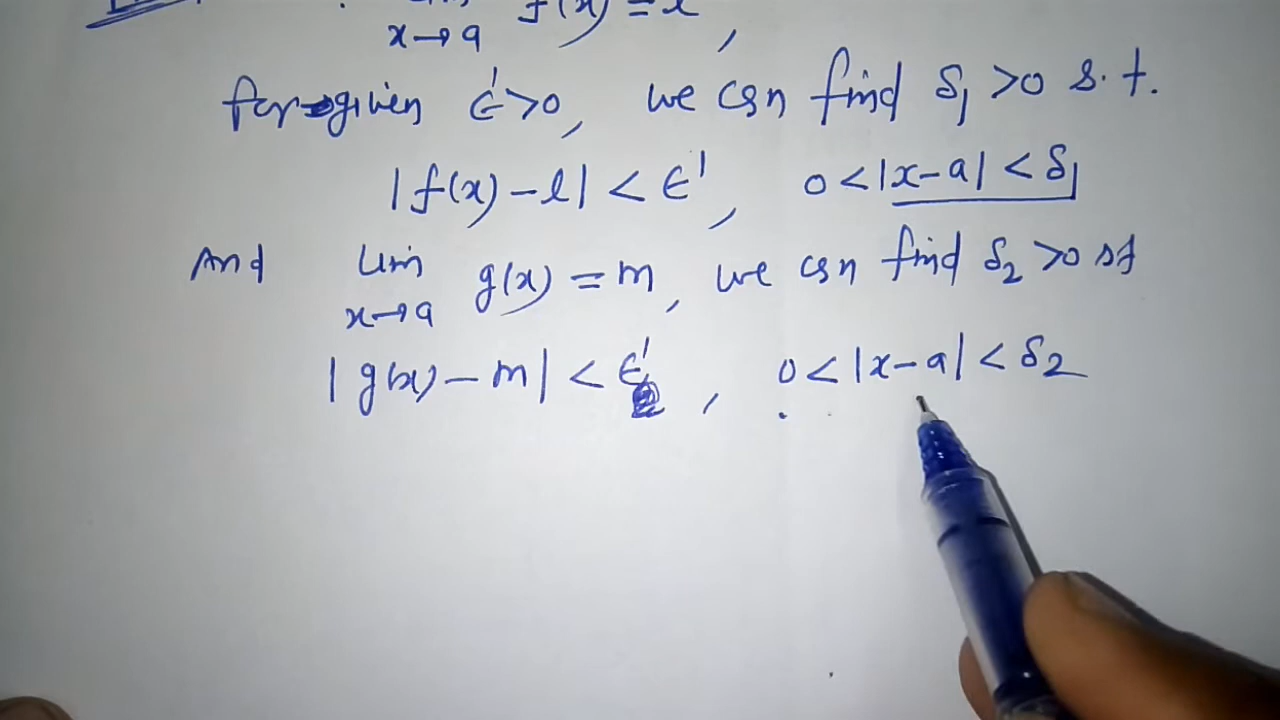 x→a f(x) = l,
for given ε'>0, we can find δ₁ >0 s.t.
|f(x) – l| < ε', 0 < |x–a| < δ₁
And lim x→a g(x) = m, we can find δ₂ >0 st
|g(x) – m| < ε', 0 < |x–a| < δ₂